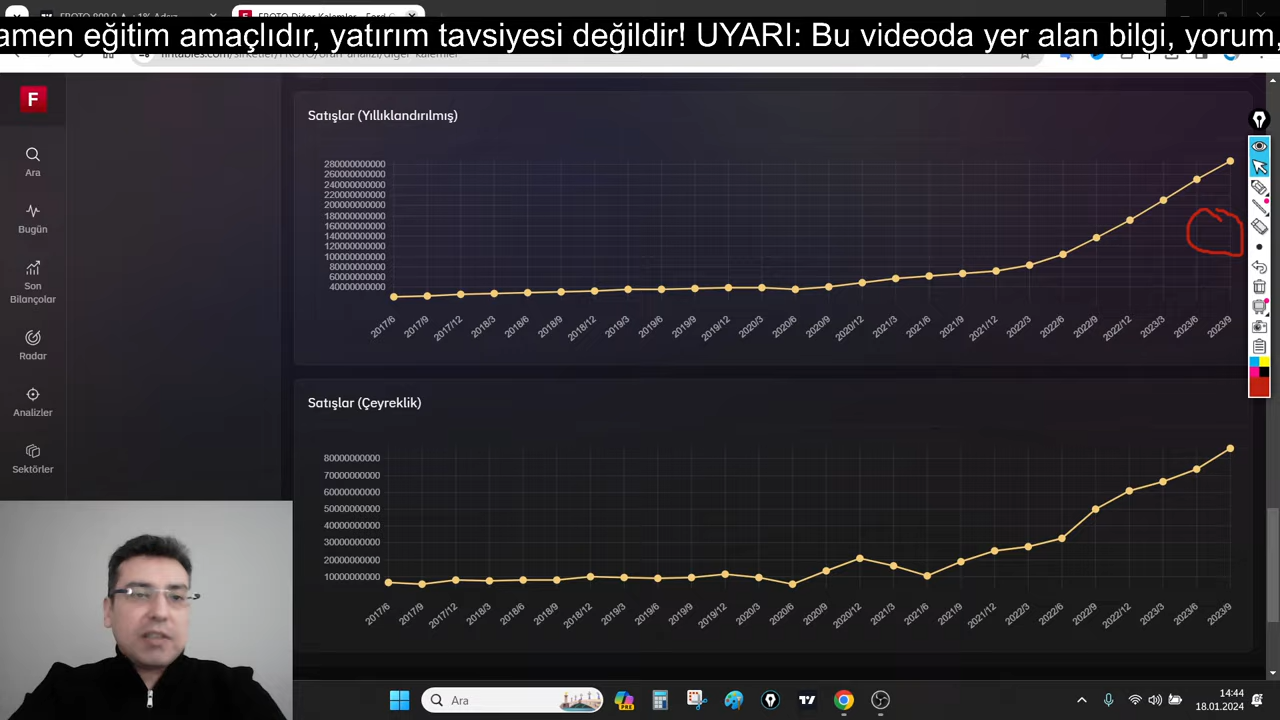 amen eğitim amaçlıdır, yatırım tavsiyesi değildir! UYARI: Bu videoda yer alan bilgi, yorum,
F
Ara
Bugün
Son
Bilançolar
Radar
Analizler
Sektörler
Satışlar (Yıllıklandırılmış)
280000000000
260000000000
240000000000
220000000000
200000000000
180000000000
160000000000
140000000000
120000000000
100000000000
80000000000
60000000000
40000000000
2017/6 2017/9 2017/12 2018/3 2018/6 2018/9 2018/12 2019/3 2019/6 2019/9 2019/12 2020/3 2020/6 2020/9 2020/12 2021/3 2021/6 2021/9 2021/12 2022/3 2022/6 2022/9 2022/12 2023/3 2023/6 2023/9
Satışlar (Çeyreklik)
80000000000
70000000000
60000000000
50000000000
40000000000
30000000000
20000000000
10000000000
2017/6 2017/9 2017/12 2018/3 2018/6 2018/9 2018/12 2019/3 2019/6 2019/9 2019/12 2020/3 2020/6 2020/9 2020/12 2021/3 2021/6 2021/9 2021/12 2022/3 2022/6 2022/9 2022/12 2023/3 2023/6 2023/9
Ara
PRE
14:44
18.01.2024